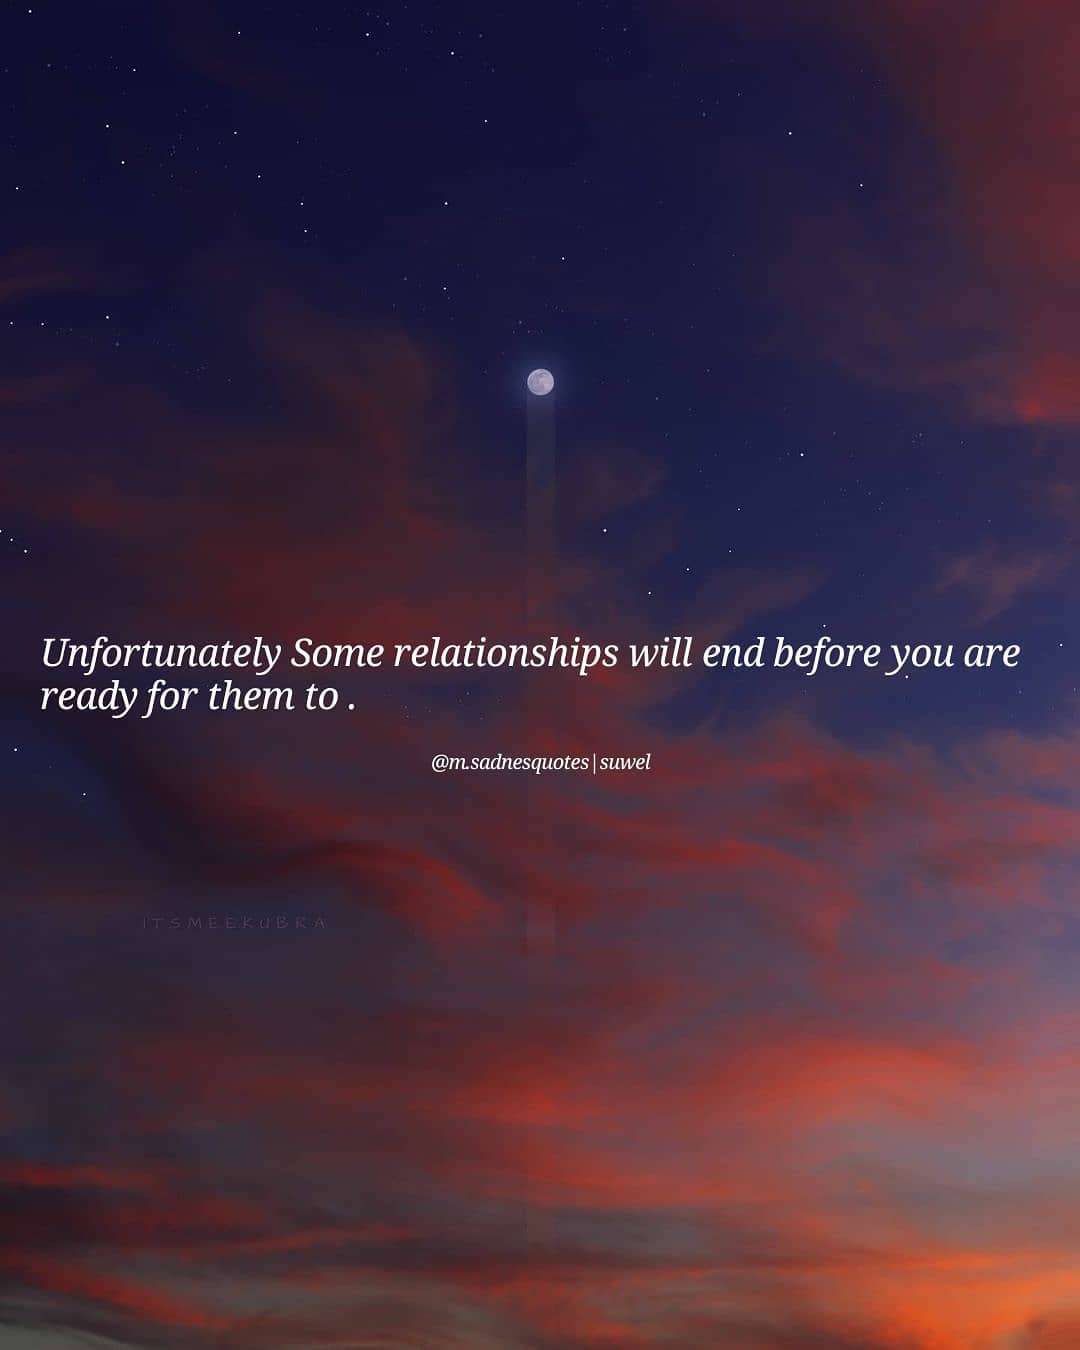 Unfortunately Some relationships will end before you are
ready for them to .
@m.sadnesquotes|suwel
ITSMEEKUBRA